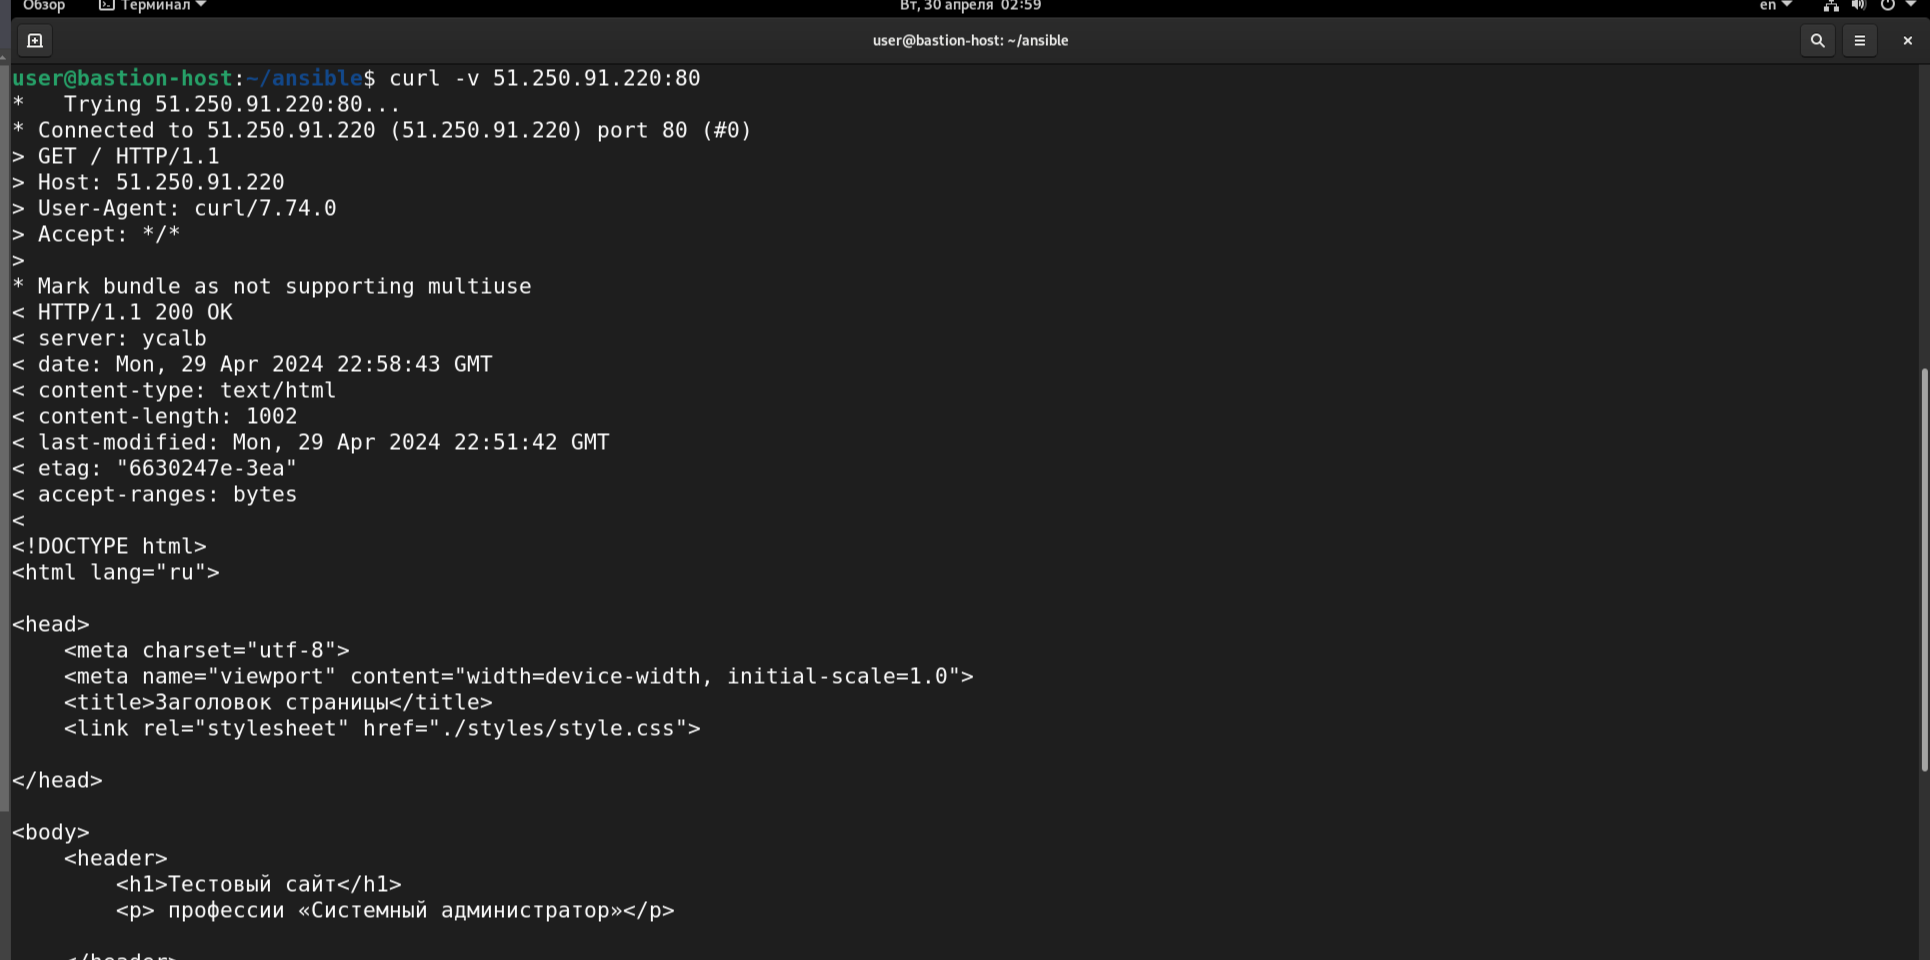 Обзор Терминал Вт, 30 апреля 02:59 en
user@bastion-host: ~/ansible
user@bastion-host:~/ansible$ curl -v 51.250.91.220:80
*   Trying 51.250.91.220:80...
* Connected to 51.250.91.220 (51.250.91.220) port 80 (#0)
> GET / HTTP/1.1
> Host: 51.250.91.220
> User-Agent: curl/7.74.0
> Accept: */*
>
* Mark bundle as not supporting multiuse
< HTTP/1.1 200 OK
< server: ycalb
< date: Mon, 29 Apr 2024 22:58:43 GMT
< content-type: text/html
< content-length: 1002
< last-modified: Mon, 29 Apr 2024 22:51:42 GMT
< etag: "6630247e-3ea"
< accept-ranges: bytes
<
<!DOCTYPE html>
<html lang="ru">
<head>
    <meta charset="utf-8">
    <meta name="viewport" content="width=device-width, initial-scale=1.0">
    <title>Заголовок страницы</title>
    <link rel="stylesheet" href="./styles/style.css">
</head>
<body>
    <header>
        <h1>Тестовый сайт</h1>
        <p> профессии «Системный администратор»</p>
    </header>